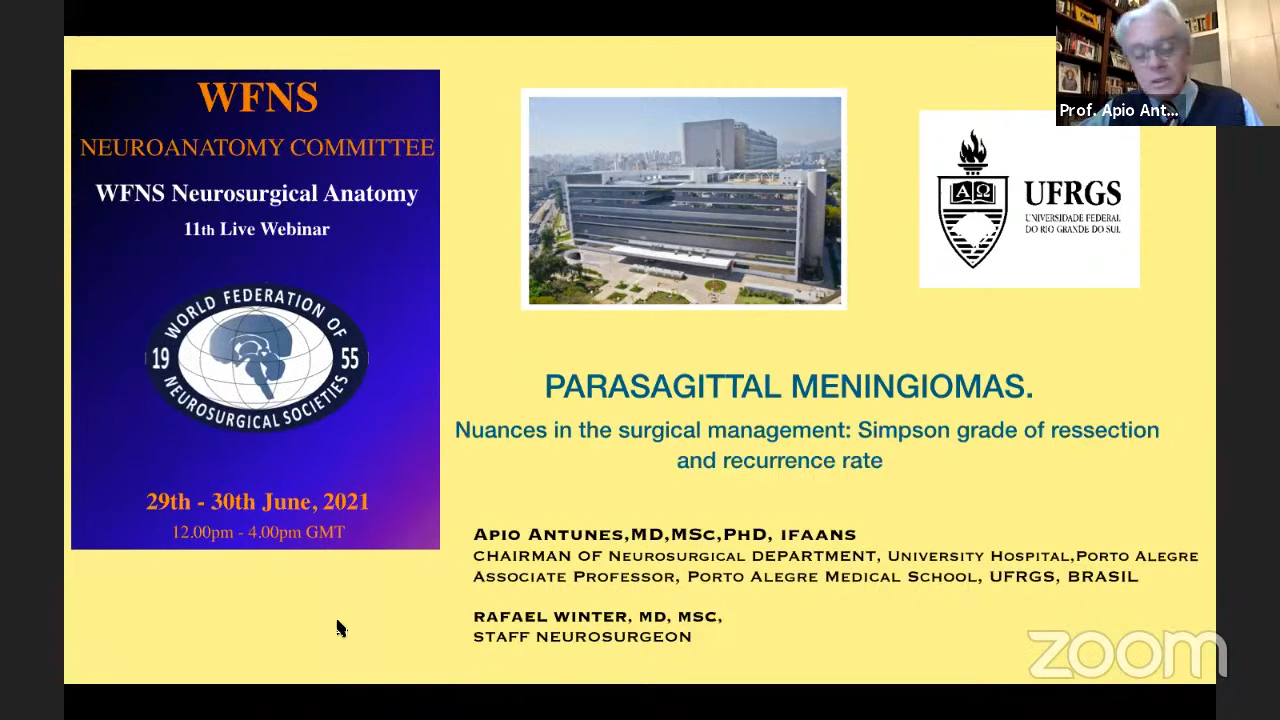 WFNS
NEUROANATOMY COMMITTEE
WFNS Neurosurgical Anatomy
11th Live Webinar
WORLD FEDERATION OF
19 55
NEUROSURGICAL SOCIETIES
29th - 30th June, 2021
12.00pm - 4.00pm GMT
Prof. Apio Ant...
AΩ
UFRGS
UNIVERSIDADE FEDERAL
DO RIO GRANDE DO SUL
PARASAGITTAL MENINGIOMAS.
Nuances in the surgical management: Simpson grade of ressection
and recurrence rate
APIO ANTUNES,MD,MSC,PHD, IFAANS
CHAIRMAN OF NEUROSURGICAL DEPARTMENT, UNIVERSITY HOSPITAL,PORTO ALEGRE
ASSOCIATE PROFESSOR, PORTO ALEGRE MEDICAL SCHOOL, UFRGS, BRASIL
RAFAEL WINTER, MD, MSC,
STAFF NEUROSURGEON
zoom